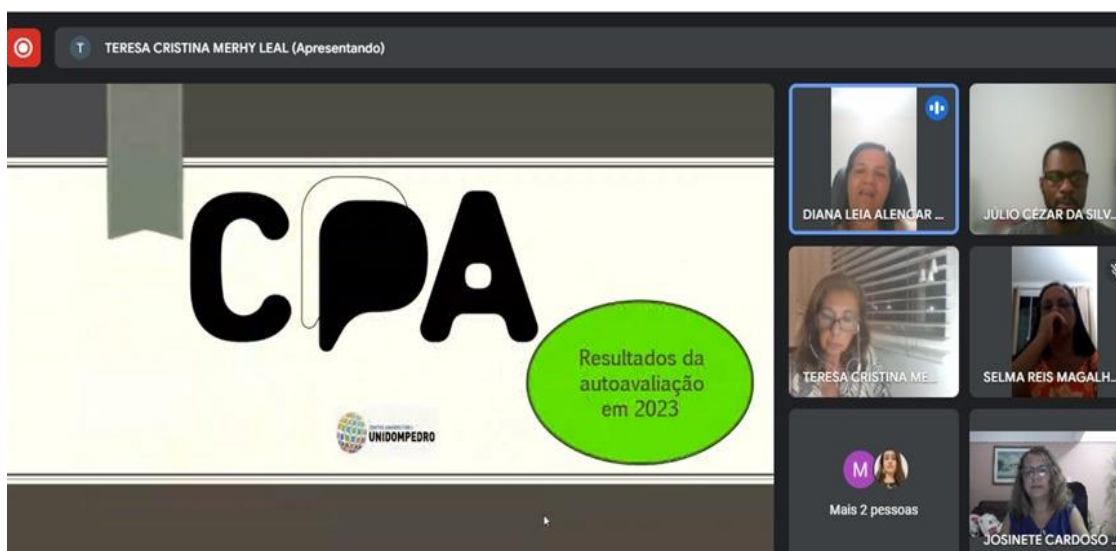 T TERESA CRISTINA MERHY LEAL (Apresentando)
CPA
Resultados da
autoavaliação
em 2023
UNIDOMPEDRO
DIANA LEIA ALENCAR ...
JÚLIO CÉZAR DA SILV...
TERESA CRISTINA ME...
SELMA REIS MAGALH...
M
Mais 2 pessoas
JOSINETE CARDOSO ...